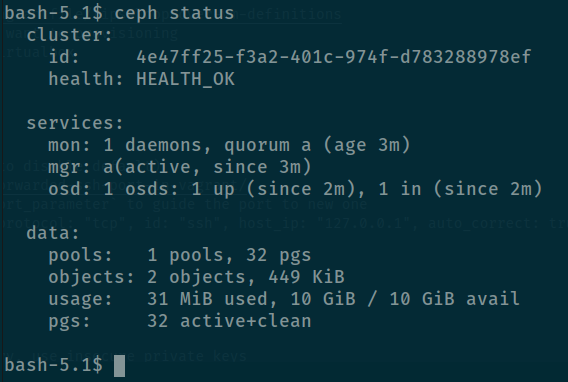 bash-5.1$ ceph status
  cluster:
    id:     4e47ff25-f3a2-401c-974f-d783288978ef
    health: HEALTH_OK

  services:
    mon: 1 daemons, quorum a (age 3m)
    mgr: a(active, since 3m)
    osd: 1 osds: 1 up (since 2m), 1 in (since 2m)

  data:
    pools:   1 pools, 32 pgs
    objects: 2 objects, 449 KiB
    usage:   31 MiB used, 10 GiB / 10 GiB avail
    pgs:     32 active+clean

bash-5.1$